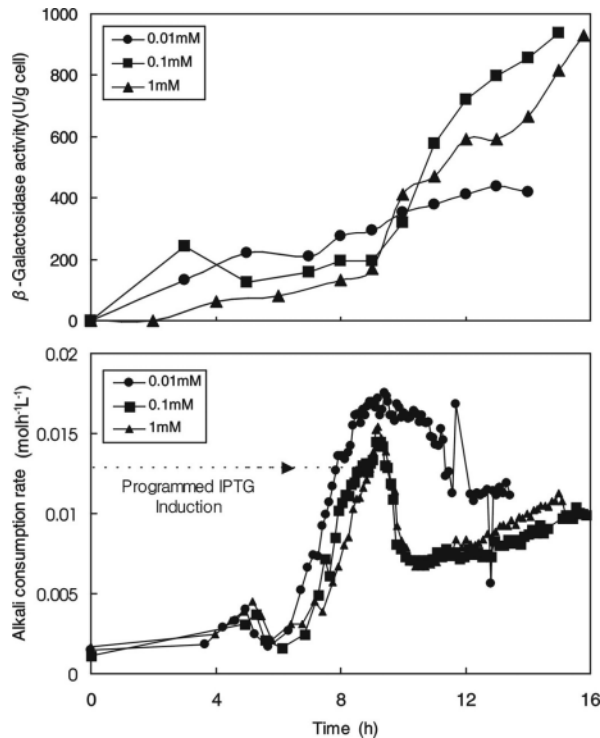 1000
800
600
400
200
0
β-Galactosidase activity(U/g cell)
0.01mM
0.1mM
1mM
0.02
0.015
0.01
0.005
0
Alkali consumption rate (molh⁻¹L⁻¹)
0.01mM
0.1mM
1mM
Programmed IPTG
Induction
0 4 8 12 16
Time (h)